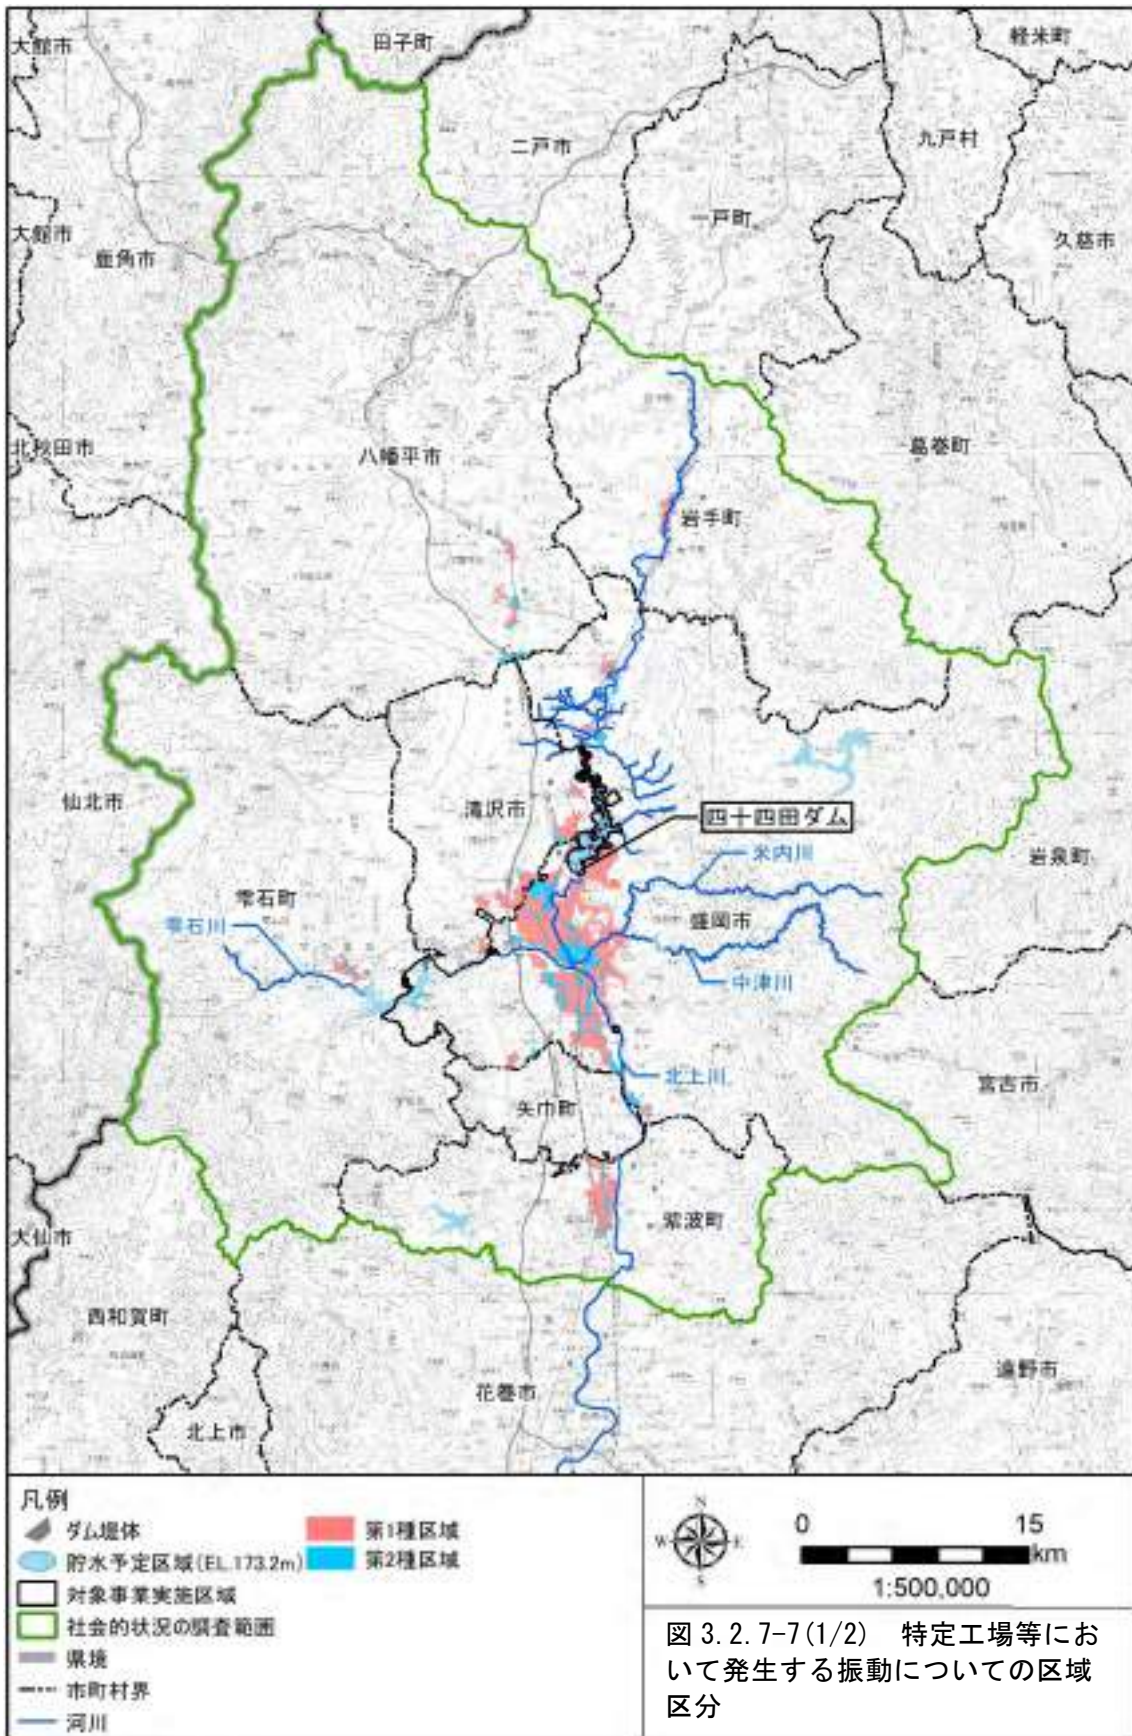 大館市
田子町
軽米町
二戸市
九戸村
一戸町
大館市
鹿角市
久慈市
北秋田市
八幡平市
葛巻町
岩手町
仙北市
滝沢市
四十四田ダム
米内川
岩泉町
雫石町
雫石川
盛岡市
中津川
北上川
宮古市
矢巾町
紫波町
大仙市
西和賀町
遠野市
花巻市
北上市
凡例
ダム堤体
貯水予定区域(EL.173.2m)
対象事業実施区域
社会的状況の調査範囲
県境
市町村界
河川
第1種区域
第2種区域
N
W E
S
0 15
km
1:500,000
図 3.2.7-7(1/2) 特定工場等にお
いて発生する振動についての区域
区分